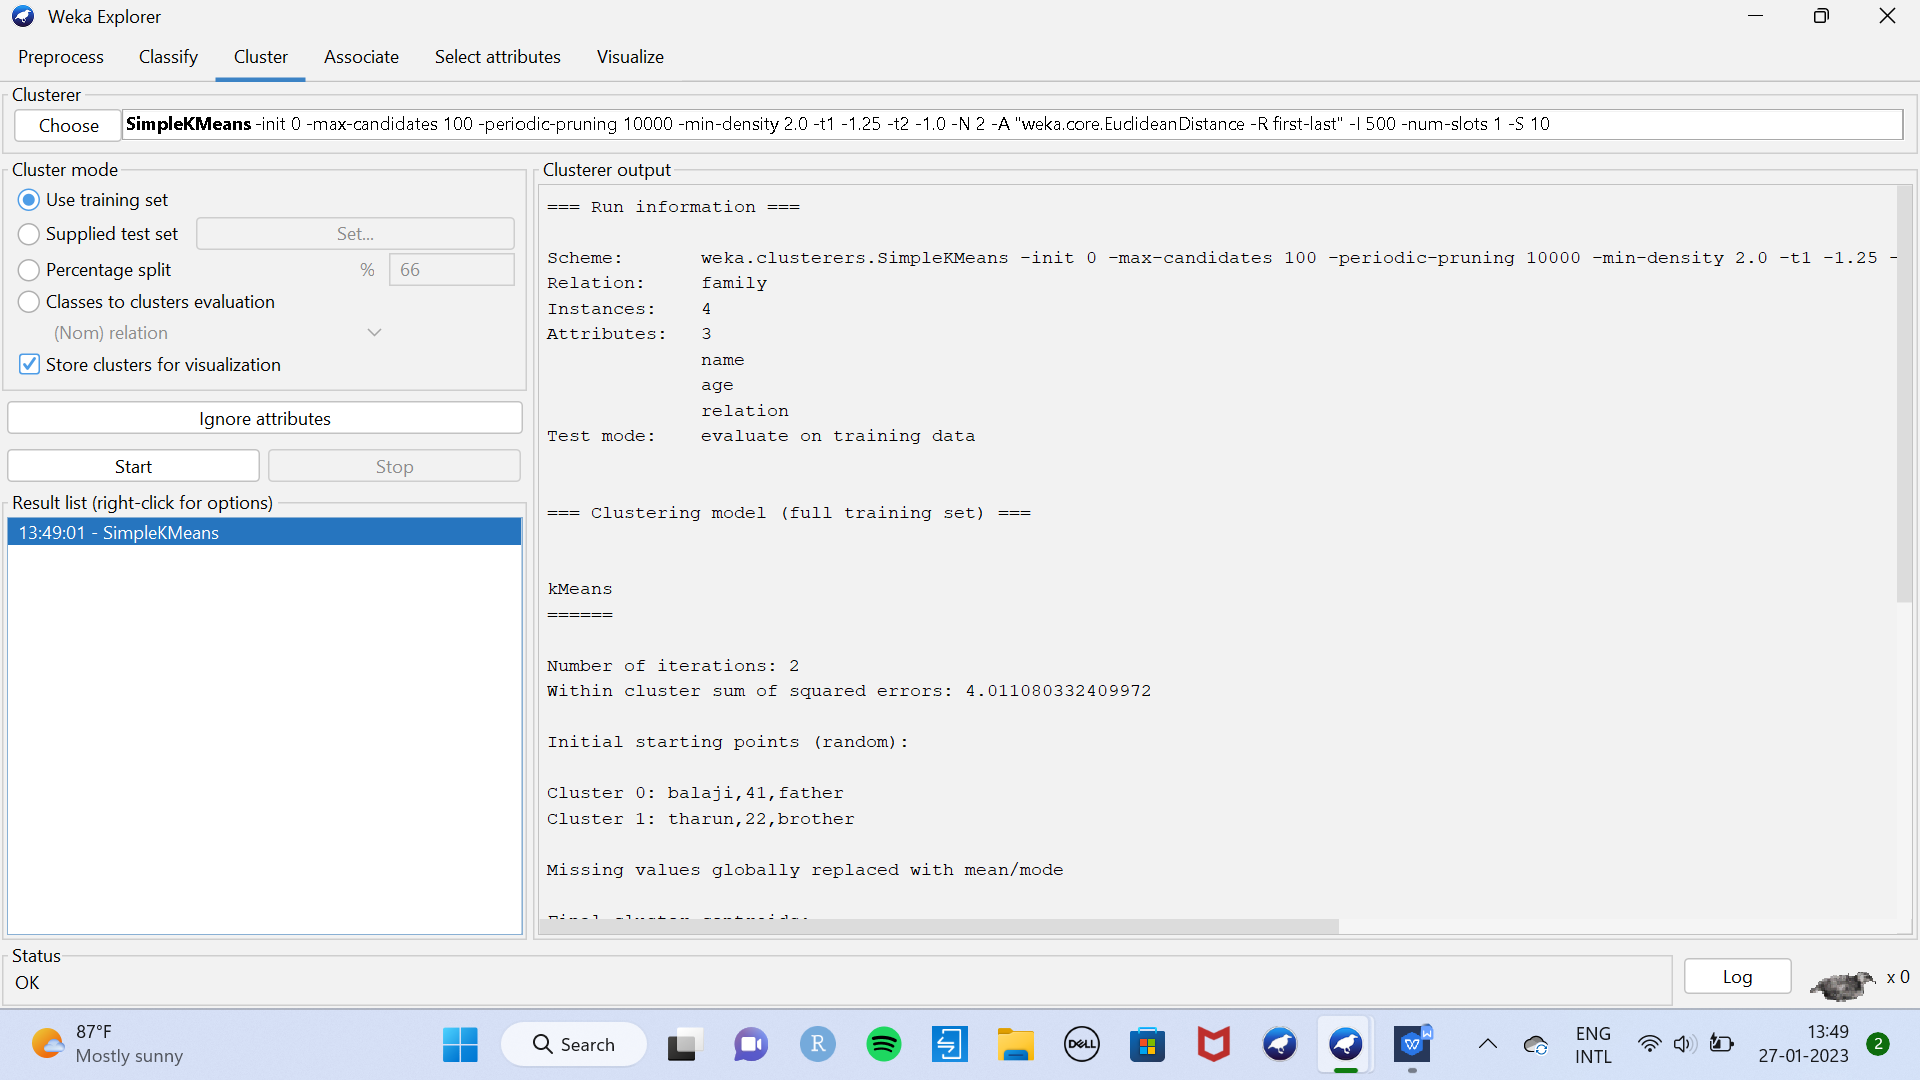 Weka Explorer
Preprocess Classify Cluster Associate Select attributes Visualize
Clusterer
Choose SimpleKMeans -init 0 -max-candidates 100 -periodic-pruning 10000 -min-density 2.0 -t1 -1.25 -t2 -1.0 -N 2 -A "weka.core.EuclideanDistance -R first-last" -I 500 -num-slots 1 -S 10
Cluster mode
Use training set
Supplied test set Set...
Percentage split % 66
Classes to clusters evaluation
(Nom) relation
Store clusters for visualization
Ignore attributes
Start Stop
Result list (right-click for options)
13:49:01 - SimpleKMeans
Clusterer output
=== Run information ===
Scheme: weka.clusterers.SimpleKMeans -init 0 -max-candidates 100 -periodic-pruning 10000 -min-density 2.0 -t1 -1.25 -
Relation: family
Instances: 4
Attributes: 3
name
age
relation
Test mode: evaluate on training data
=== Clustering model (full training set) ===
kMeans
======
Number of iterations: 2
Within cluster sum of squared errors: 4.011080332409972
Initial starting points (random):
Cluster 0: balaji,41,father
Cluster 1: tharun,22,brother
Missing values globally replaced with mean/mode
Final cluster centroids:
Status
OK
Log x 0
87°F
Mostly sunny
Search
R
DELL
W
W
ENG
INTL
13:49
27-01-2023
2